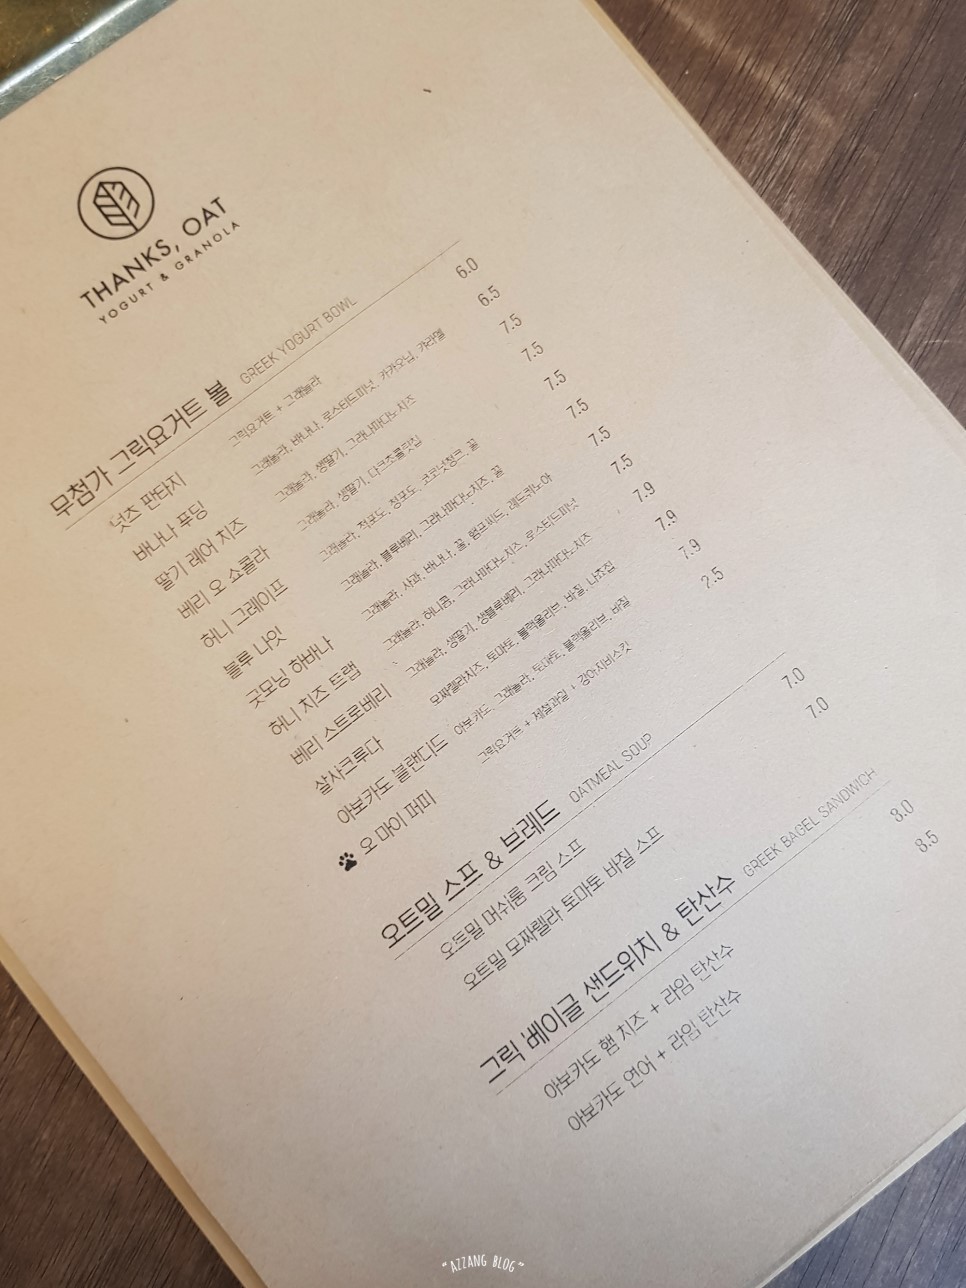 THANKS, OAT
YOGURT & GRANOLA
무첨가 그릭요거트 볼 GREEK YOGURT BOWL
넛츠 판타지 그릭요거트 + 그래놀라 6.0
바나나 푸딩 그래놀라, 바나나, 로스티드피넛, 카카오닙, 캬라멜 6.5
딸기 레어 치즈 그래놀라, 생딸기, 그라나파다노치즈 7.5
베리 오 쇼콜라 그래놀라, 생딸기, 다크초콜릿칩 7.5
허니 그레이프 그래놀라, 적포도, 청포도, 코코넛청크, 꿀 7.5
블루 나잇 그래놀라, 블루베리, 그라나파다노치즈, 꿀 7.5
굿모닝 하바나 그래놀라, 사과, 바나나, 꿀, 햄프씨드, 레드퀴노아 7.5
허니 치즈 트랩 그래놀라, 허니콤, 그라나파다노치즈, 로스티드피넛 7.5
베리 스트로베리 그래놀라, 생딸기, 생블루베리, 그라나파다노치즈 7.9
살사크루다 모짜렐라치즈, 토마토, 블랙올리브, 바질, 나쵸칩 7.9
아보카도 블랜디드 아보카도, 그래놀라, 토마토, 블랙올리브, 바질 7.9
오 마이 퍼피 그릭요거트 + 제철과일 + 강아지비스킷 2.5
오트밀 스프 & 브레드 OATMEAL SOUP
오트밀 머쉬룸 크림 스프 7.0
오트밀 모짜렐라 토마토 바질 스프 7.0
그릭 베이글 샌드위치 & 탄산수 GREEK BAGEL SANDWICH
아보카도 햄 치즈 + 라임 탄산수 8.0
아보카도 연어 + 라임 탄산수 8.5
"AZZANG BLOG"